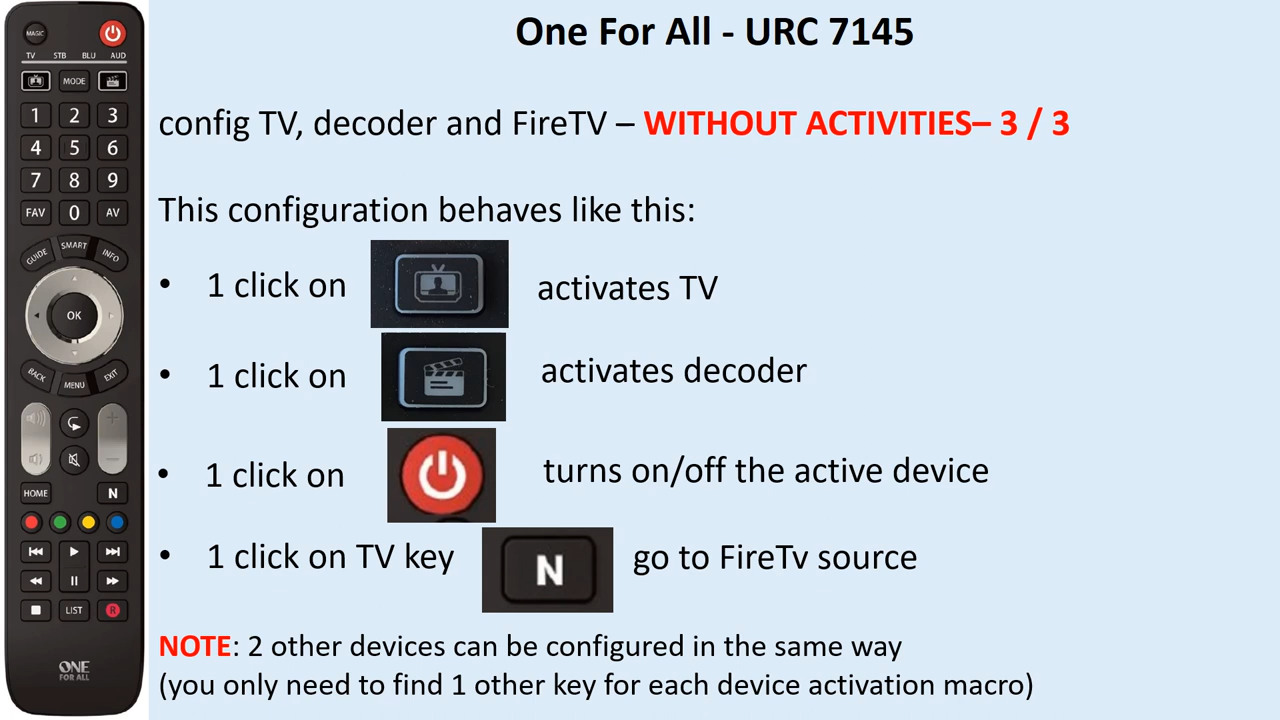 One For All - URC 7145
config TV, decoder and FireTV – WITHOUT ACTIVITIES– 3 / 3
This configuration behaves like this:
• 1 click on activates TV
• 1 click on activates decoder
• 1 click on turns on/off the active device
• 1 click on TV key N go to FireTv source
NOTE: 2 other devices can be configured in the same way
(you only need to find 1 other key for each device activation macro)
MAGIC
TV STB BLU AUD
MODE
1 2 3
4 5 6
7 8 9
FAV 0 AV
GUIDE SMART INFO
OK
BACK MENU EXIT
+
−
HOME N
LIST R
ONE
FOR ALL